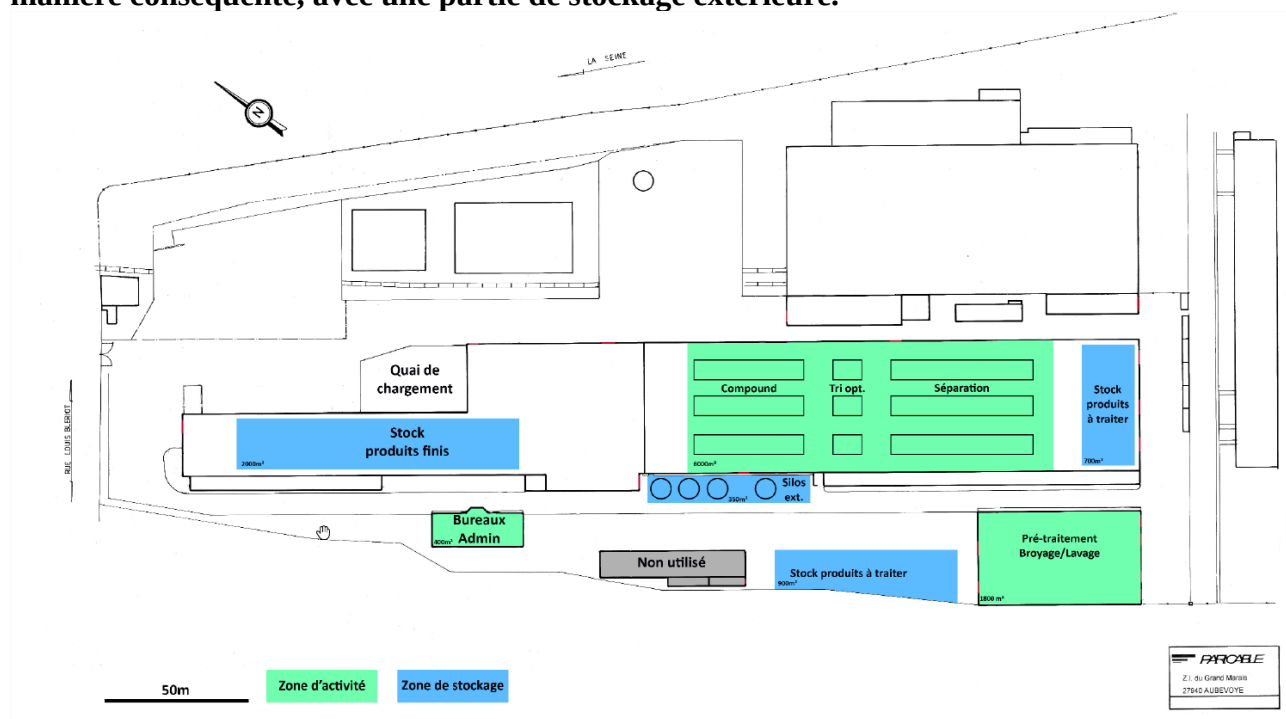 manière conséquente, avec une partie de stockage extérieure.
LA SEINE
N
Quai de
chargement
Compound
Tri opt.
Séparation
Stock
produits
à traiter
700m²
6000m²
Stock
produits finis
2000m²
RUE LOUIS BLERIOT
Silos
ext.
350m²
Bureaux
Admin
400m²
Non utilisé
Stock produits à traiter
900m²
Pré-traitement
Broyage/Lavage
1800 m²
50m
Zone d'activité
Zone de stockage
PARICABLE
Z.I. du Grand Marais
27940 AUBEVOYE